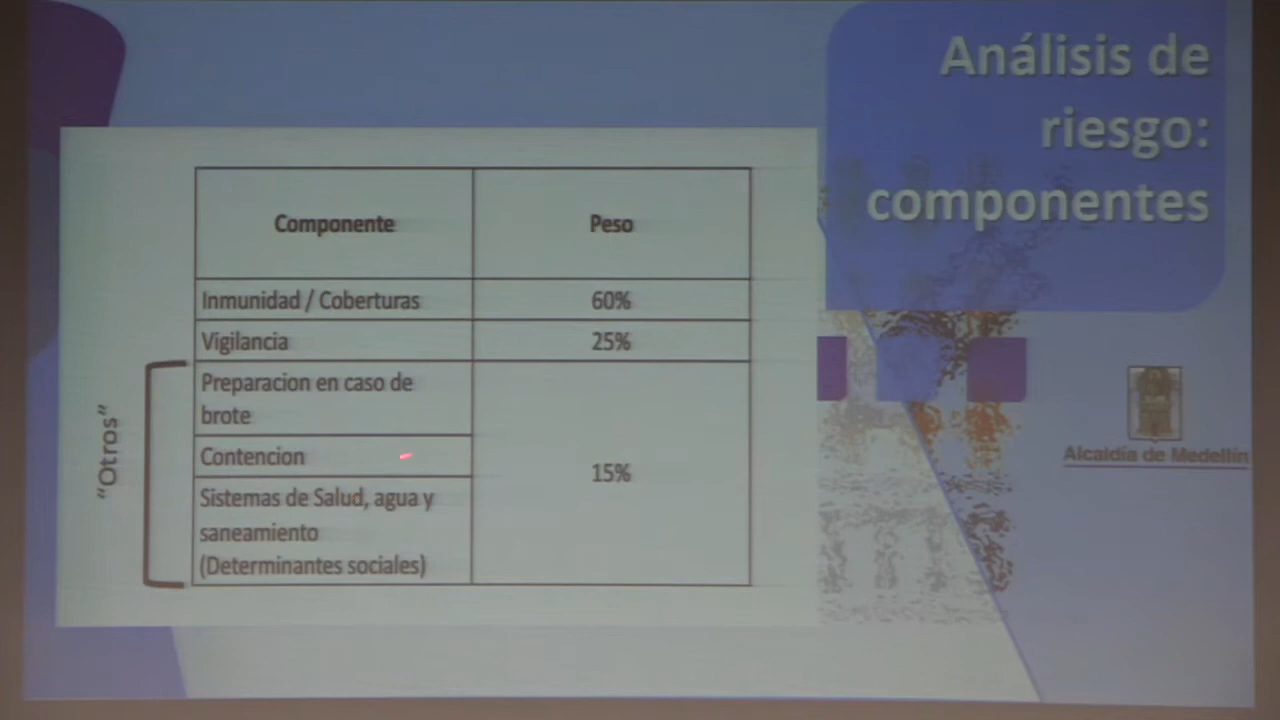 Análisis de
riesgo:
componentes
Componente
Peso
Inmunidad / Coberturas
60%
Vigilancia
25%
"Otros"
Preparacion en caso de
brote
Contencion
15%
Sistemas de Salud, agua y
saneamiento
(Determinantes sociales)
Alcaldía de Medellín